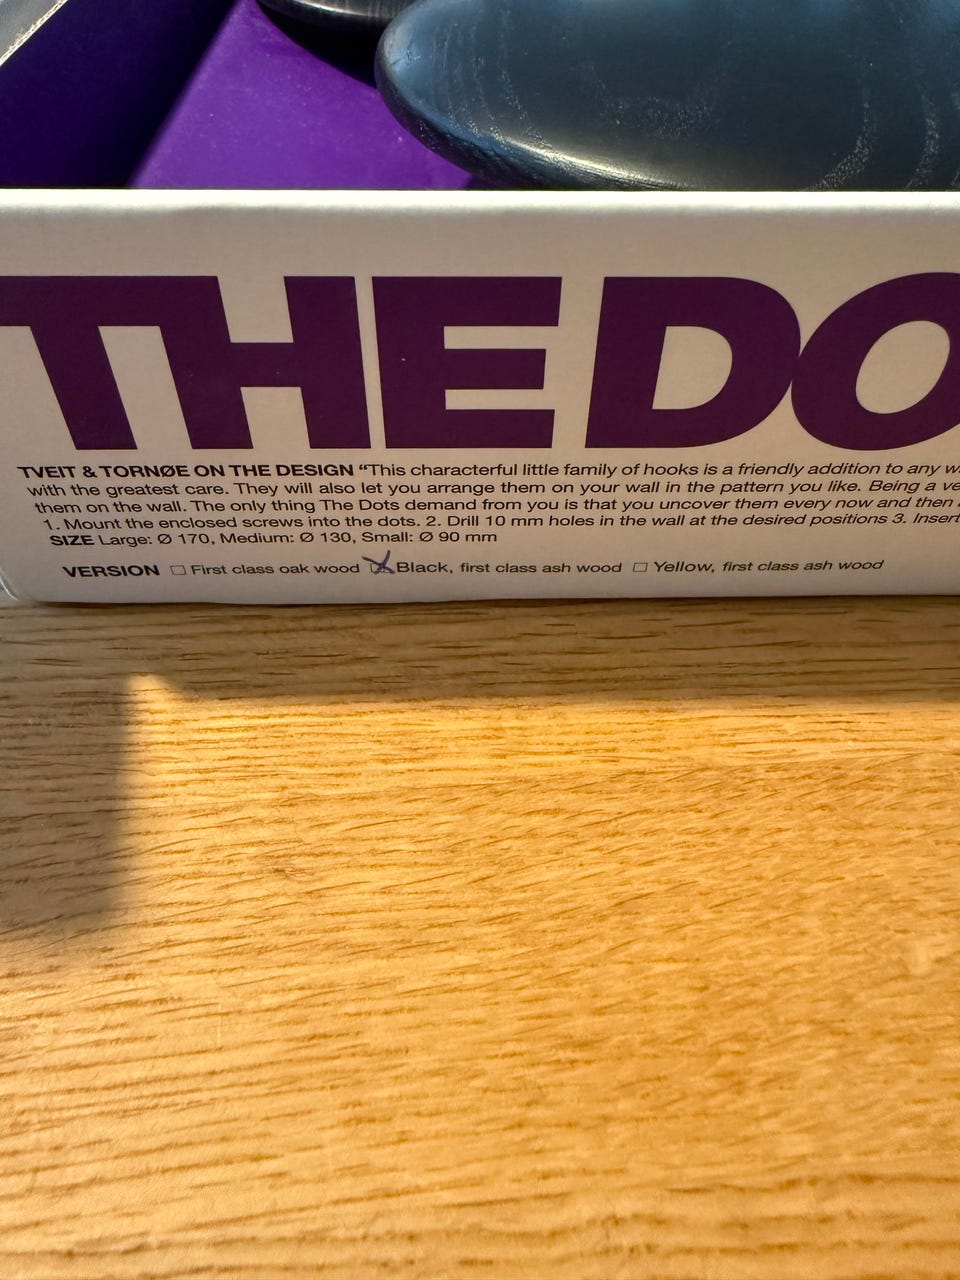 THE DO
TVEIT & TORNØE ON THE DESIGN “This characterful little family of hooks is a friendly addition to any
with the greatest care. They will also let you arrange them on your wall in the pattern you like. Being a
them on the wall. The only thing The Dots demand from you is that you uncover them every now and then
1. Mount the enclosed screws into the dots. 2. Drill 10 mm holes in the wall at the desired positions 3. Insert
SIZE Large: Ø 170, Medium: Ø 130, Small: Ø 90 mm
VERSION ☐ First class oak wood ☒ Black, first class ash wood ☐ Yellow, first class ash wood